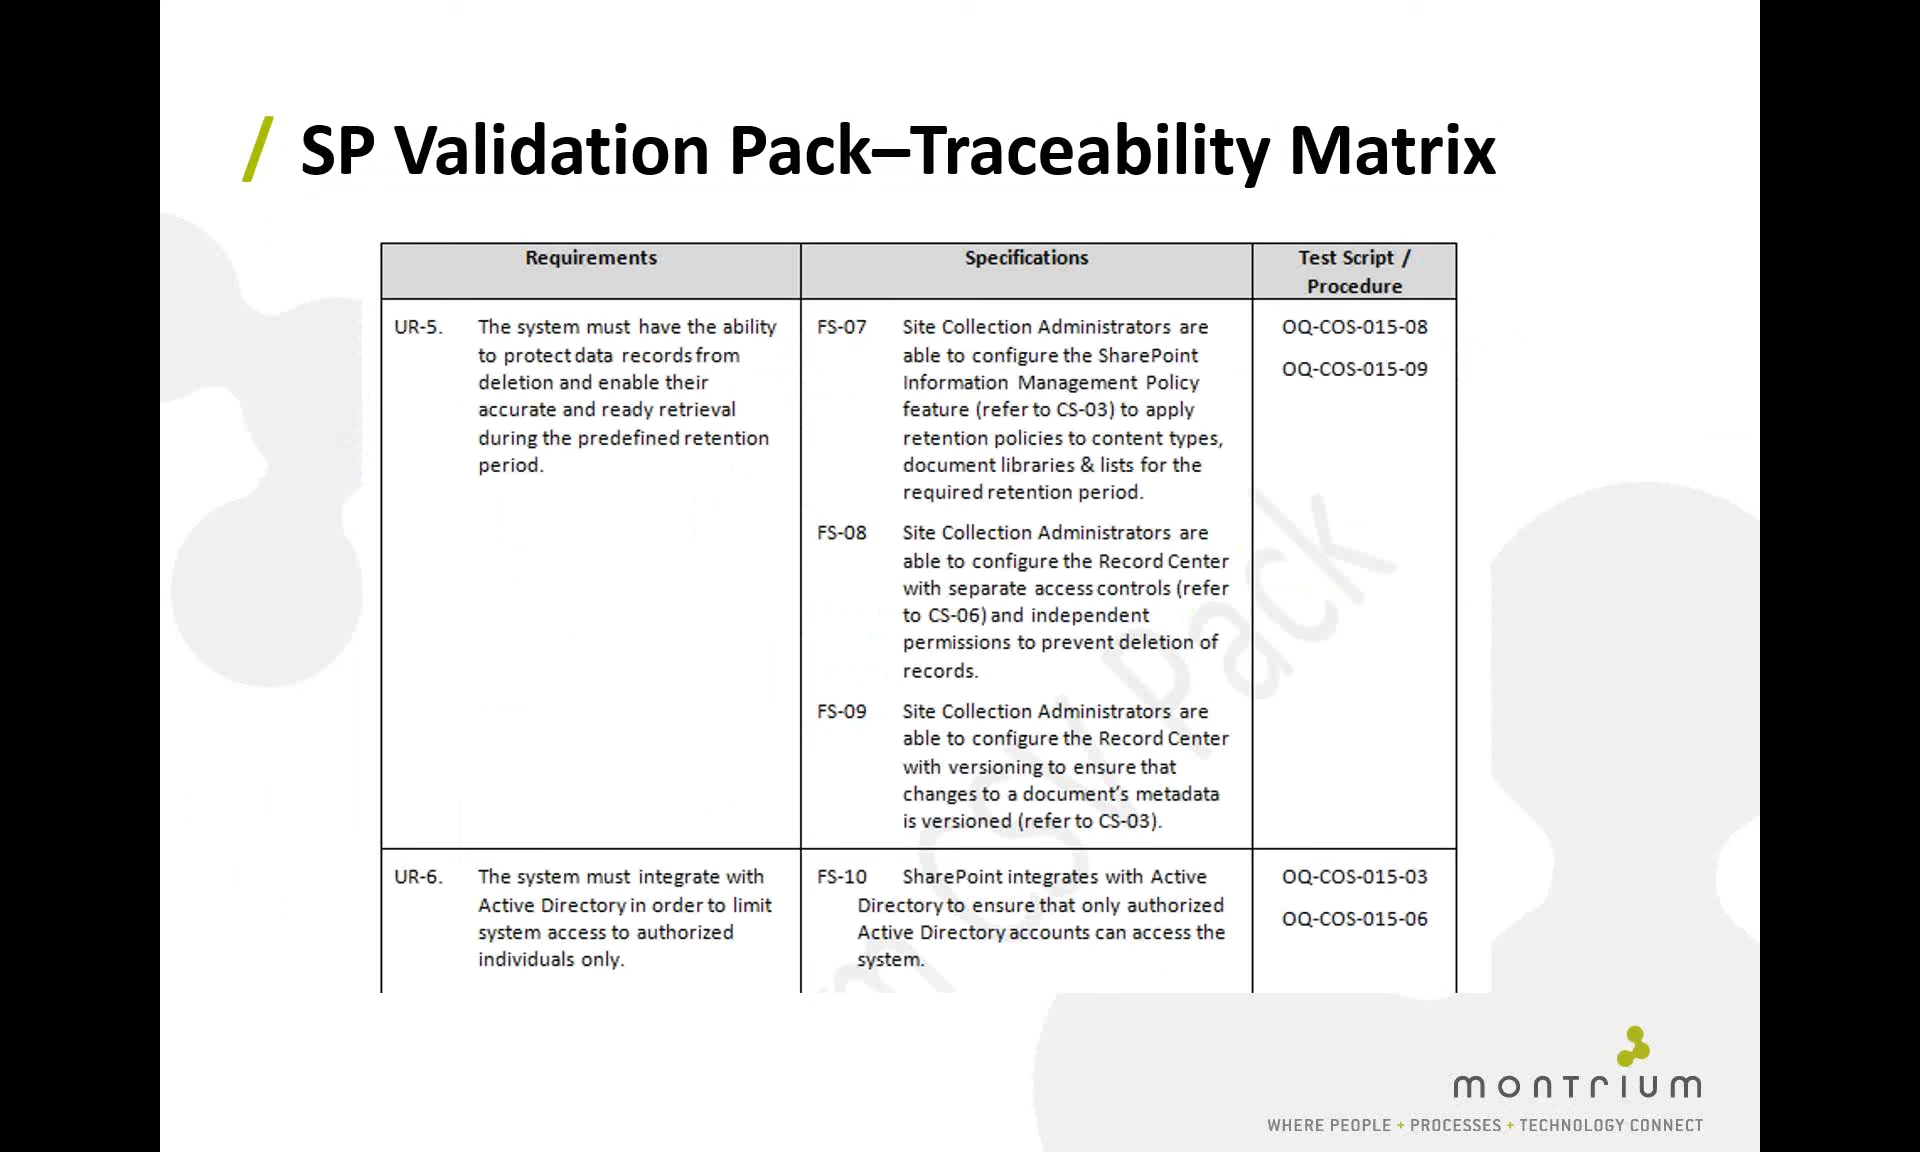 / SP Validation Pack–Traceability Matrix
Requirements
Specifications
Test Script /
Procedure
UR-5.
The system must have the ability
to protect data records from
deletion and enable their
accurate and ready retrieval
during the predefined retention
period.
FS-07
Site Collection Administrators are
able to configure the SharePoint
Information Management Policy
feature (refer to CS-03) to apply
retention policies to content types,
document libraries & lists for the
required retention period.
FS-08
Site Collection Administrators are
able to configure the Record Center
with separate access controls (refer
to CS-06) and independent
permissions to prevent deletion of
records.
FS-09
Site Collection Administrators are
able to configure the Record Center
with versioning to ensure that
changes to a document's metadata
is versioned (refer to CS-03).
OQ-COS-015-08
OQ-COS-015-09
UR-6.
The system must integrate with
Active Directory in order to limit
system access to authorized
individuals only.
FS-10 SharePoint integrates with Active
Directory to ensure that only authorized
Active Directory accounts can access the
system.
OQ-COS-015-03
OQ-COS-015-06
CSV Pack
montrium
WHERE PEOPLE + PROCESSES + TECHNOLOGY CONNECT